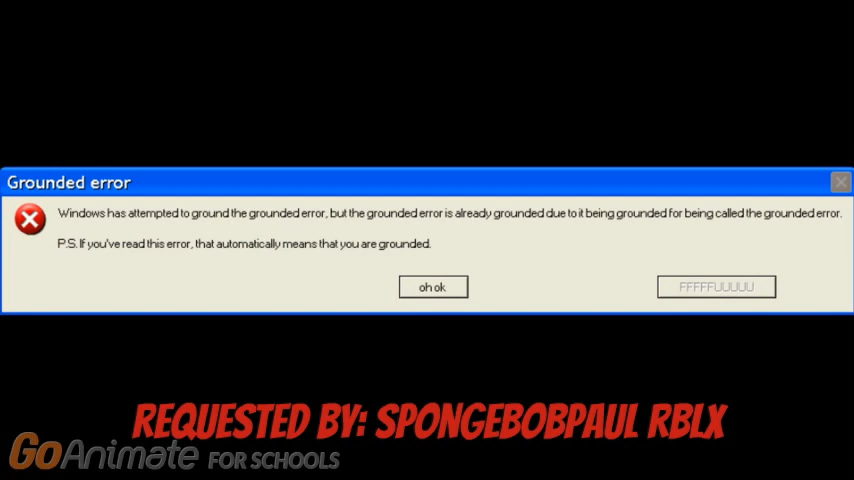 Grounded error
Windows has attempted to ground the grounded error, but the grounded error is already grounded due to it being grounded for being called the grounded error.
P.S. If you've read this error, that automatically means that you are grounded.
oh ok
FFFFFUUUUU
REQUESTED BY: SPONGEBOBPAUL RBLX
GoAnimate FOR SCHOOLS